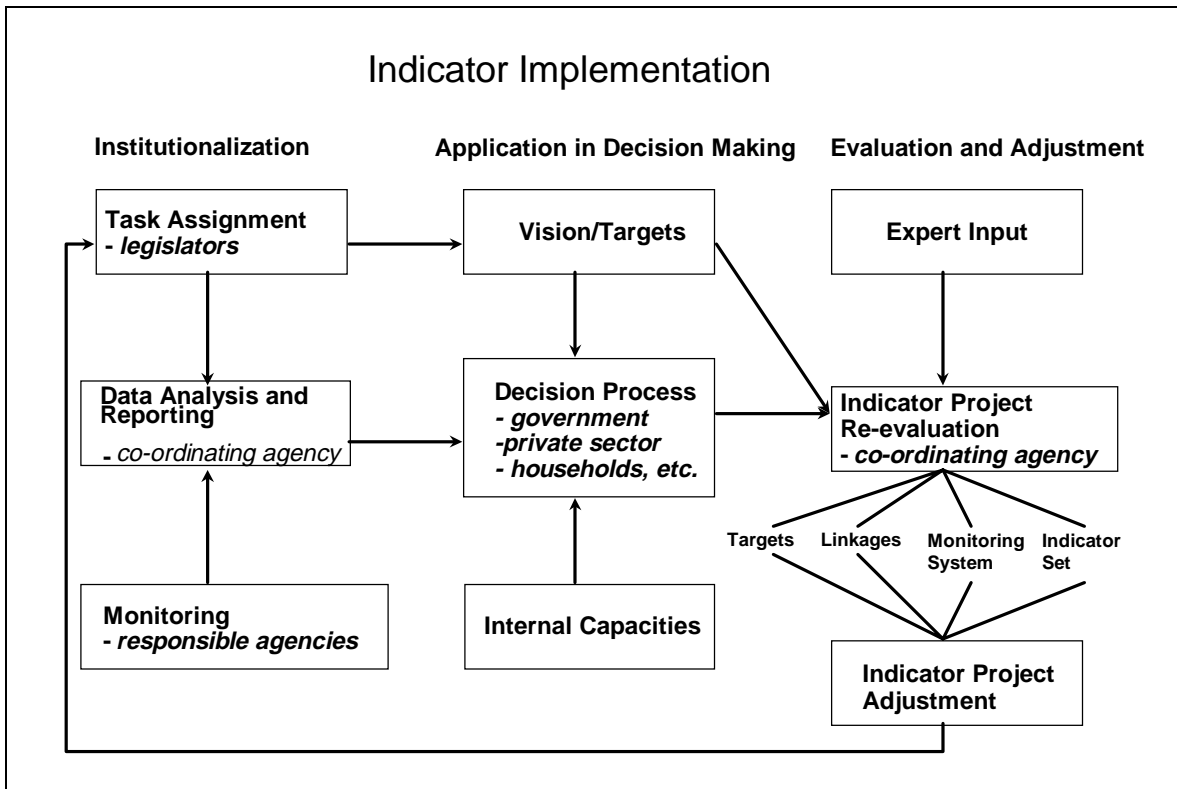 Indicator Implementation
Institutionalization
Application in Decision Making
Evaluation and Adjustment
Task Assignment
- legislators
Vision/Targets
Expert Input
Data Analysis and
Reporting
- co-ordinating agency
Decision Process
- government
-private sector
- households, etc.
Indicator Project
Re-evaluation
- co-ordinating agency
Targets
Linkages
Monitoring
System
Indicator
Set
Monitoring
- responsible agencies
Internal Capacities
Indicator Project
Adjustment